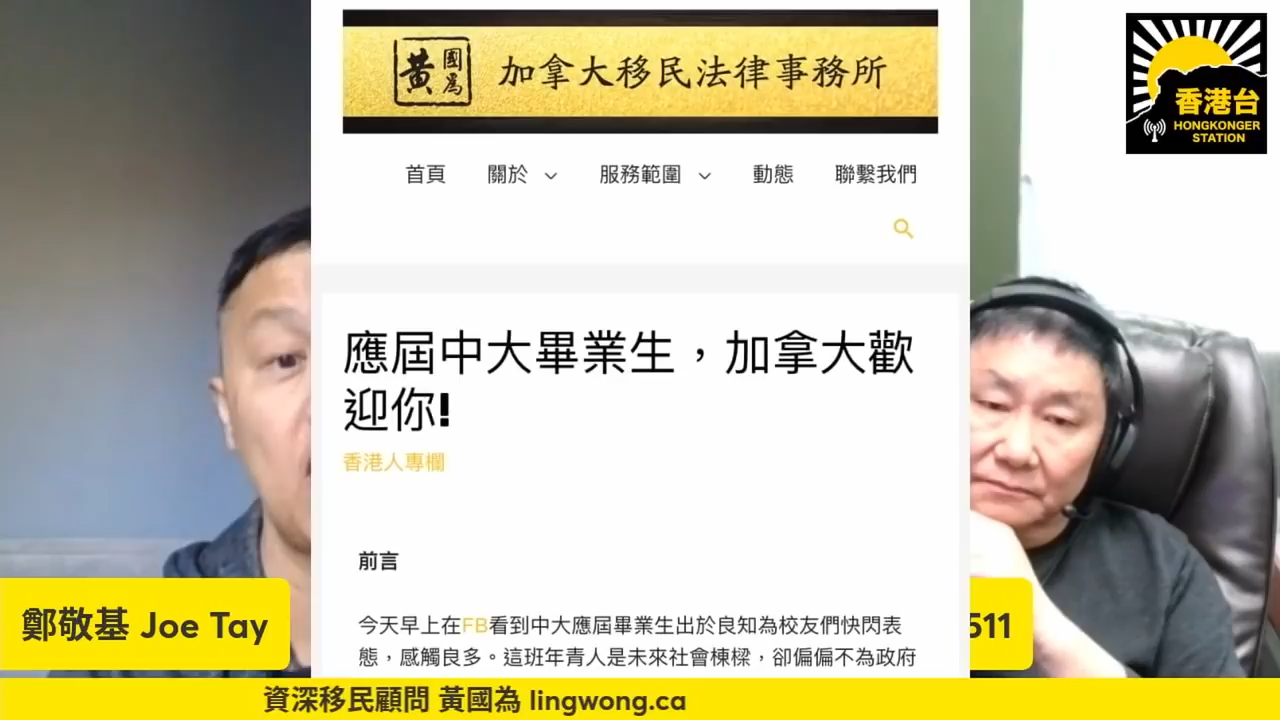 黃國為
加拿大移民法律事務所
香港台
HONGKONGER
STATION
首頁 關於 服務範圍 動態 聯繫我們
應屆中大畢業生，加拿大歡
迎你!
香港人專欄
前言
今天早上在FB看到中大應屆畢業生出於良知為校友們快閃表
態，感觸良多。這班年青人是未來社會棟樑，卻偏偏不為政府
鄭敬基 Joe Tay
511
資深移民顧問 黃國為 lingwong.ca